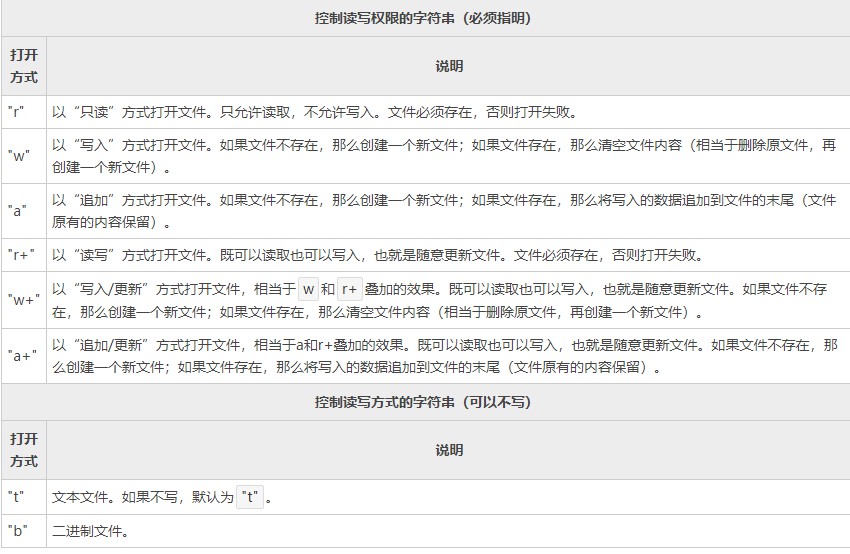 控制读写权限的字符串（必须指明）
打开
方式
说明
"r"
以“只读”方式打开文件。只允许读取，不允许写入。文件必须存在，否则打开失败。
"w"
以“写入”方式打开文件。如果文件不存在，那么创建一个新文件；如果文件存在，那么清空文件内容（相当于删除原文件，再
创建一个新文件）。
"a"
以“追加”方式打开文件。如果文件不存在，那么创建一个新文件；如果文件存在，那么将写入的数据追加到文件的末尾（文件
原有的内容保留）。
"r+"
以“读写”方式打开文件。既可以读取也可以写入，也就是随意更新文件。文件必须存在，否则打开失败。
"w+"
以“写入/更新”方式打开文件，相当于 w 和 r+ 叠加的效果。既可以读取也可以写入，也就是随意更新文件。如果文件不存
在，那么创建一个新文件；如果文件存在，那么清空文件内容（相当于删除原文件，再创建一个新文件）。
"a+"
以“追加/更新”方式打开文件，相当于a和r+叠加的效果。既可以读取也可以写入，也就是随意更新文件。如果文件不存在，那
么创建一个新文件；如果文件存在，那么将写入的数据追加到文件的末尾（文件原有的内容保留）。
控制读写方式的字符串（可以不写）
打开
方式
说明
"t"
文本文件。如果不写，默认为 "t" 。
"b"
二进制文件。